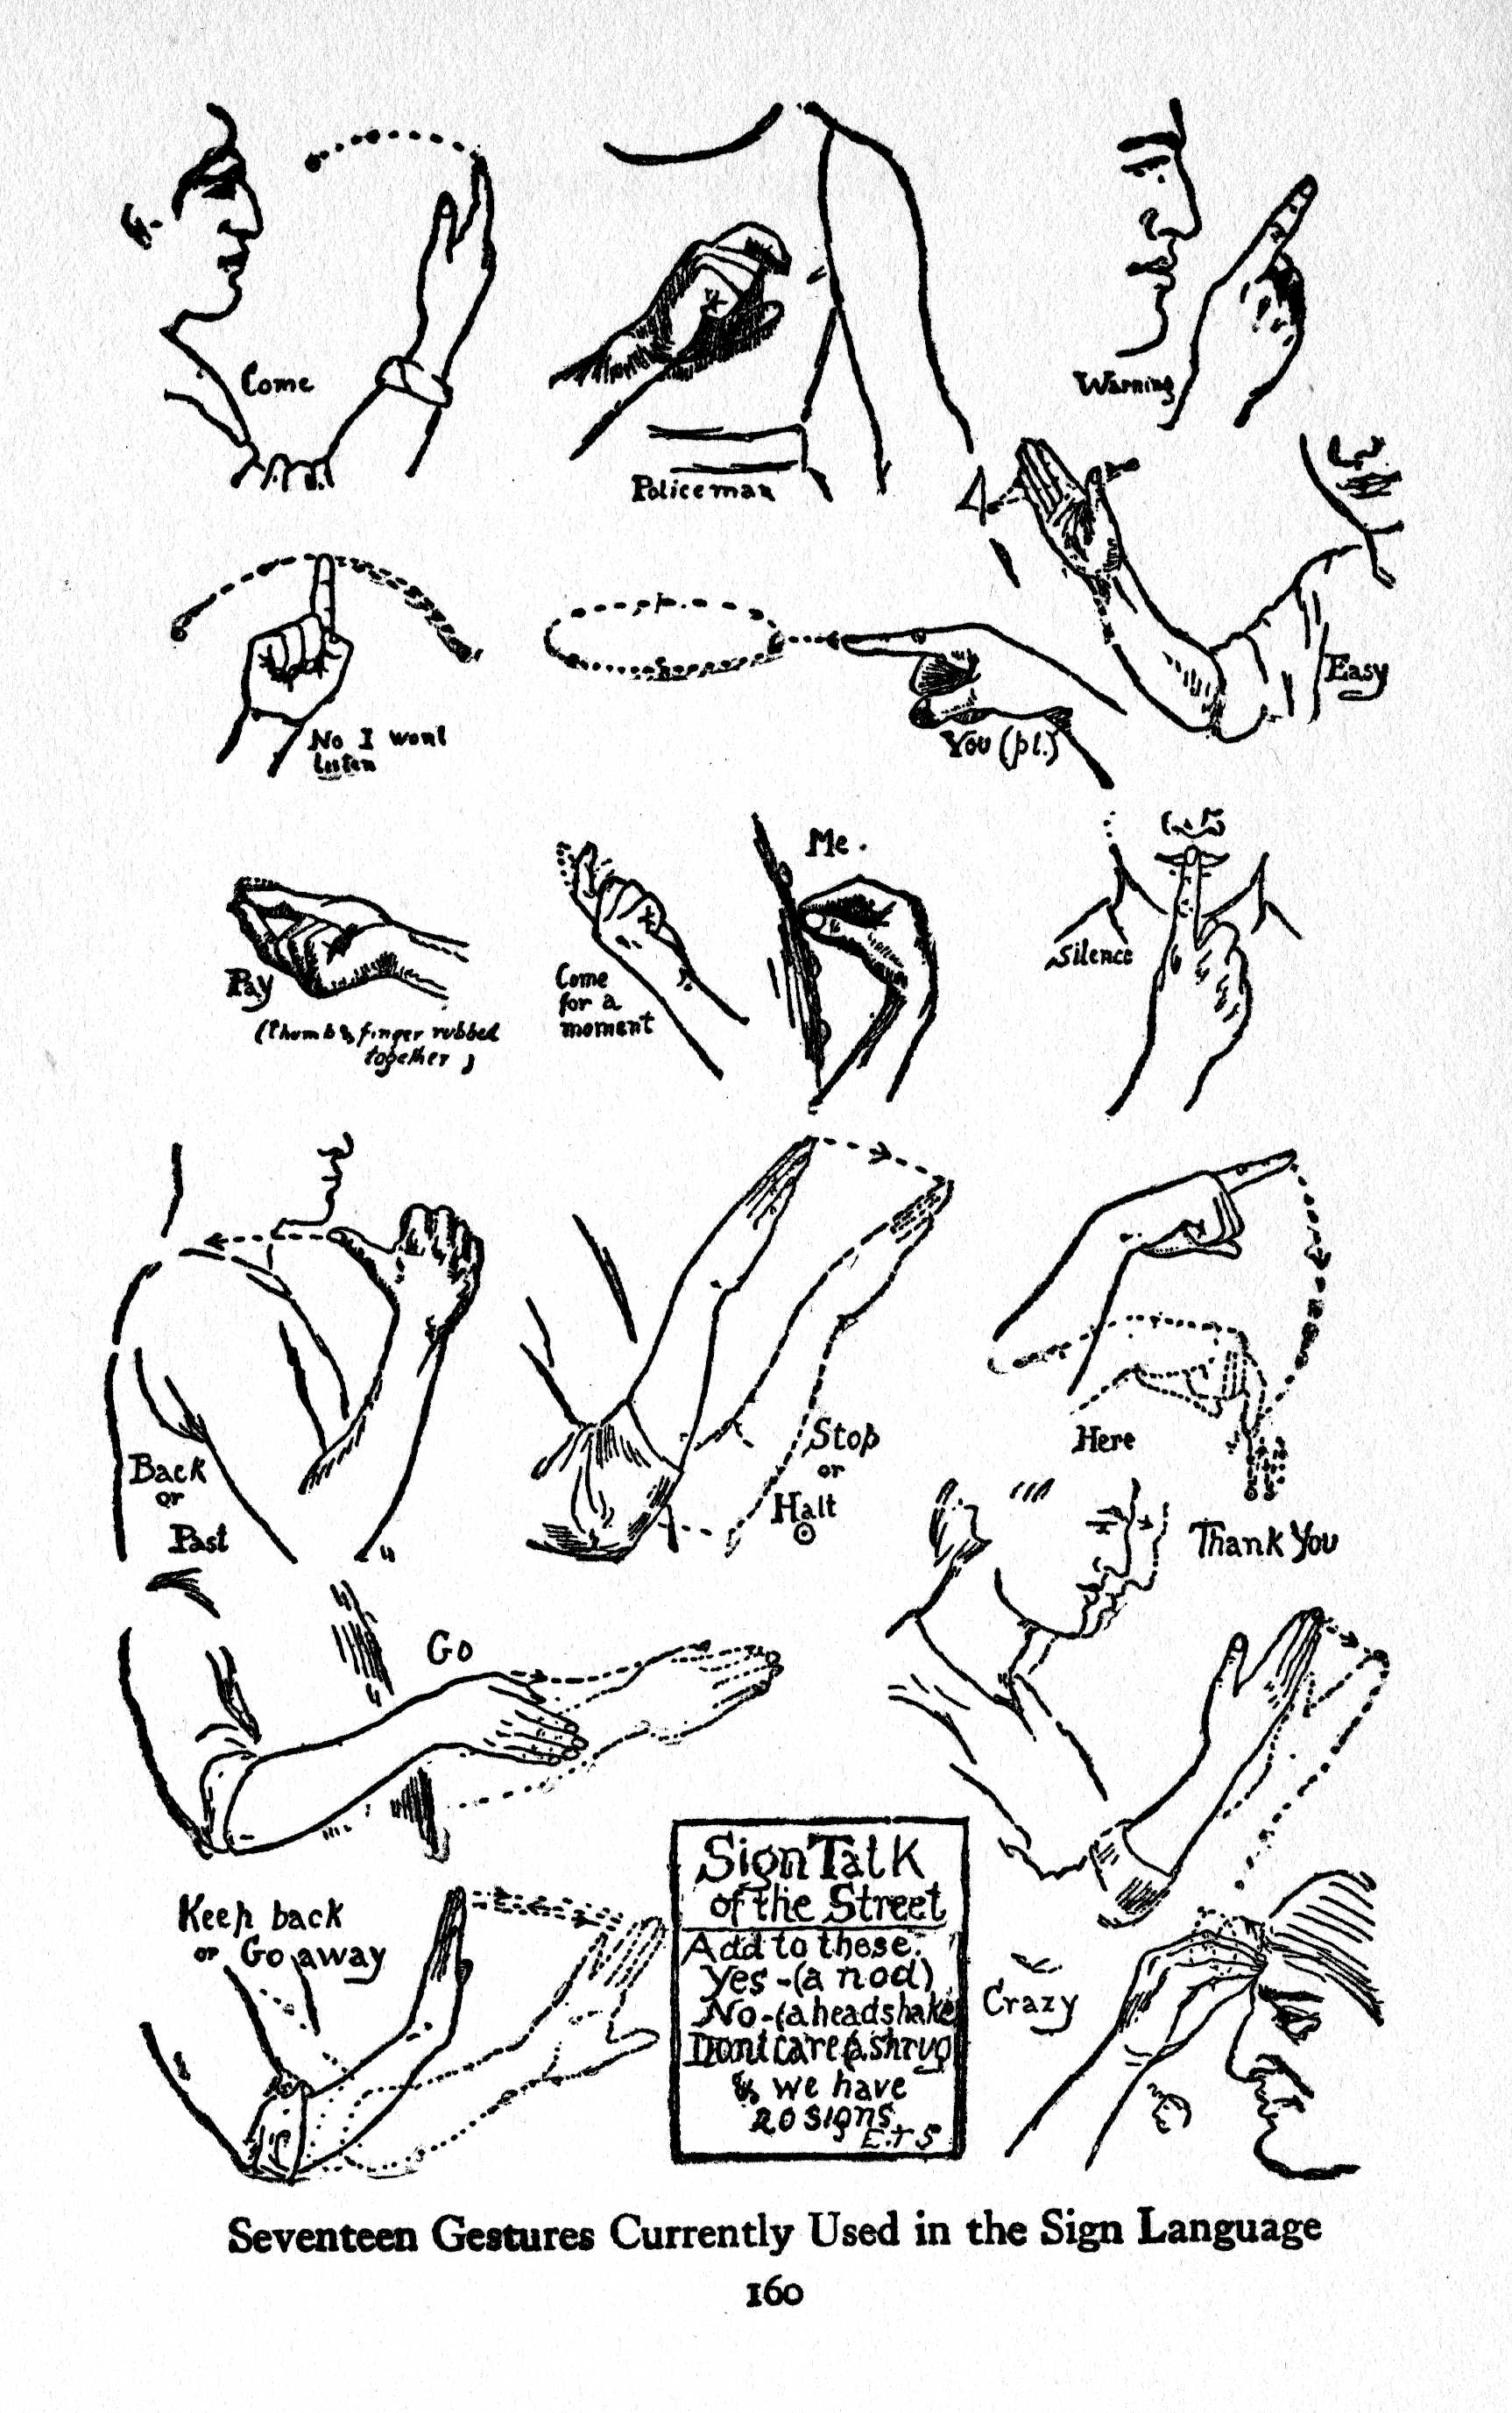 Come
Policeman
Warning
No I wont
listen
You (pl.)
Easy
Pay
(Thumb & finger rubbed
together)
Come
for a
moment
Me.
Silence
Back
or
Past
Stop
or
Halt
Here
Thank You
Go
Keep back
or Go away
Sign Talk
of the Street
Add to these.
Yes - (a nod)
No - (a headshake
Dont care (a shrug
& we have
20 signs
E.T.S
Crazy
Seventeen Gestures Currently Used in the Sign Language
160